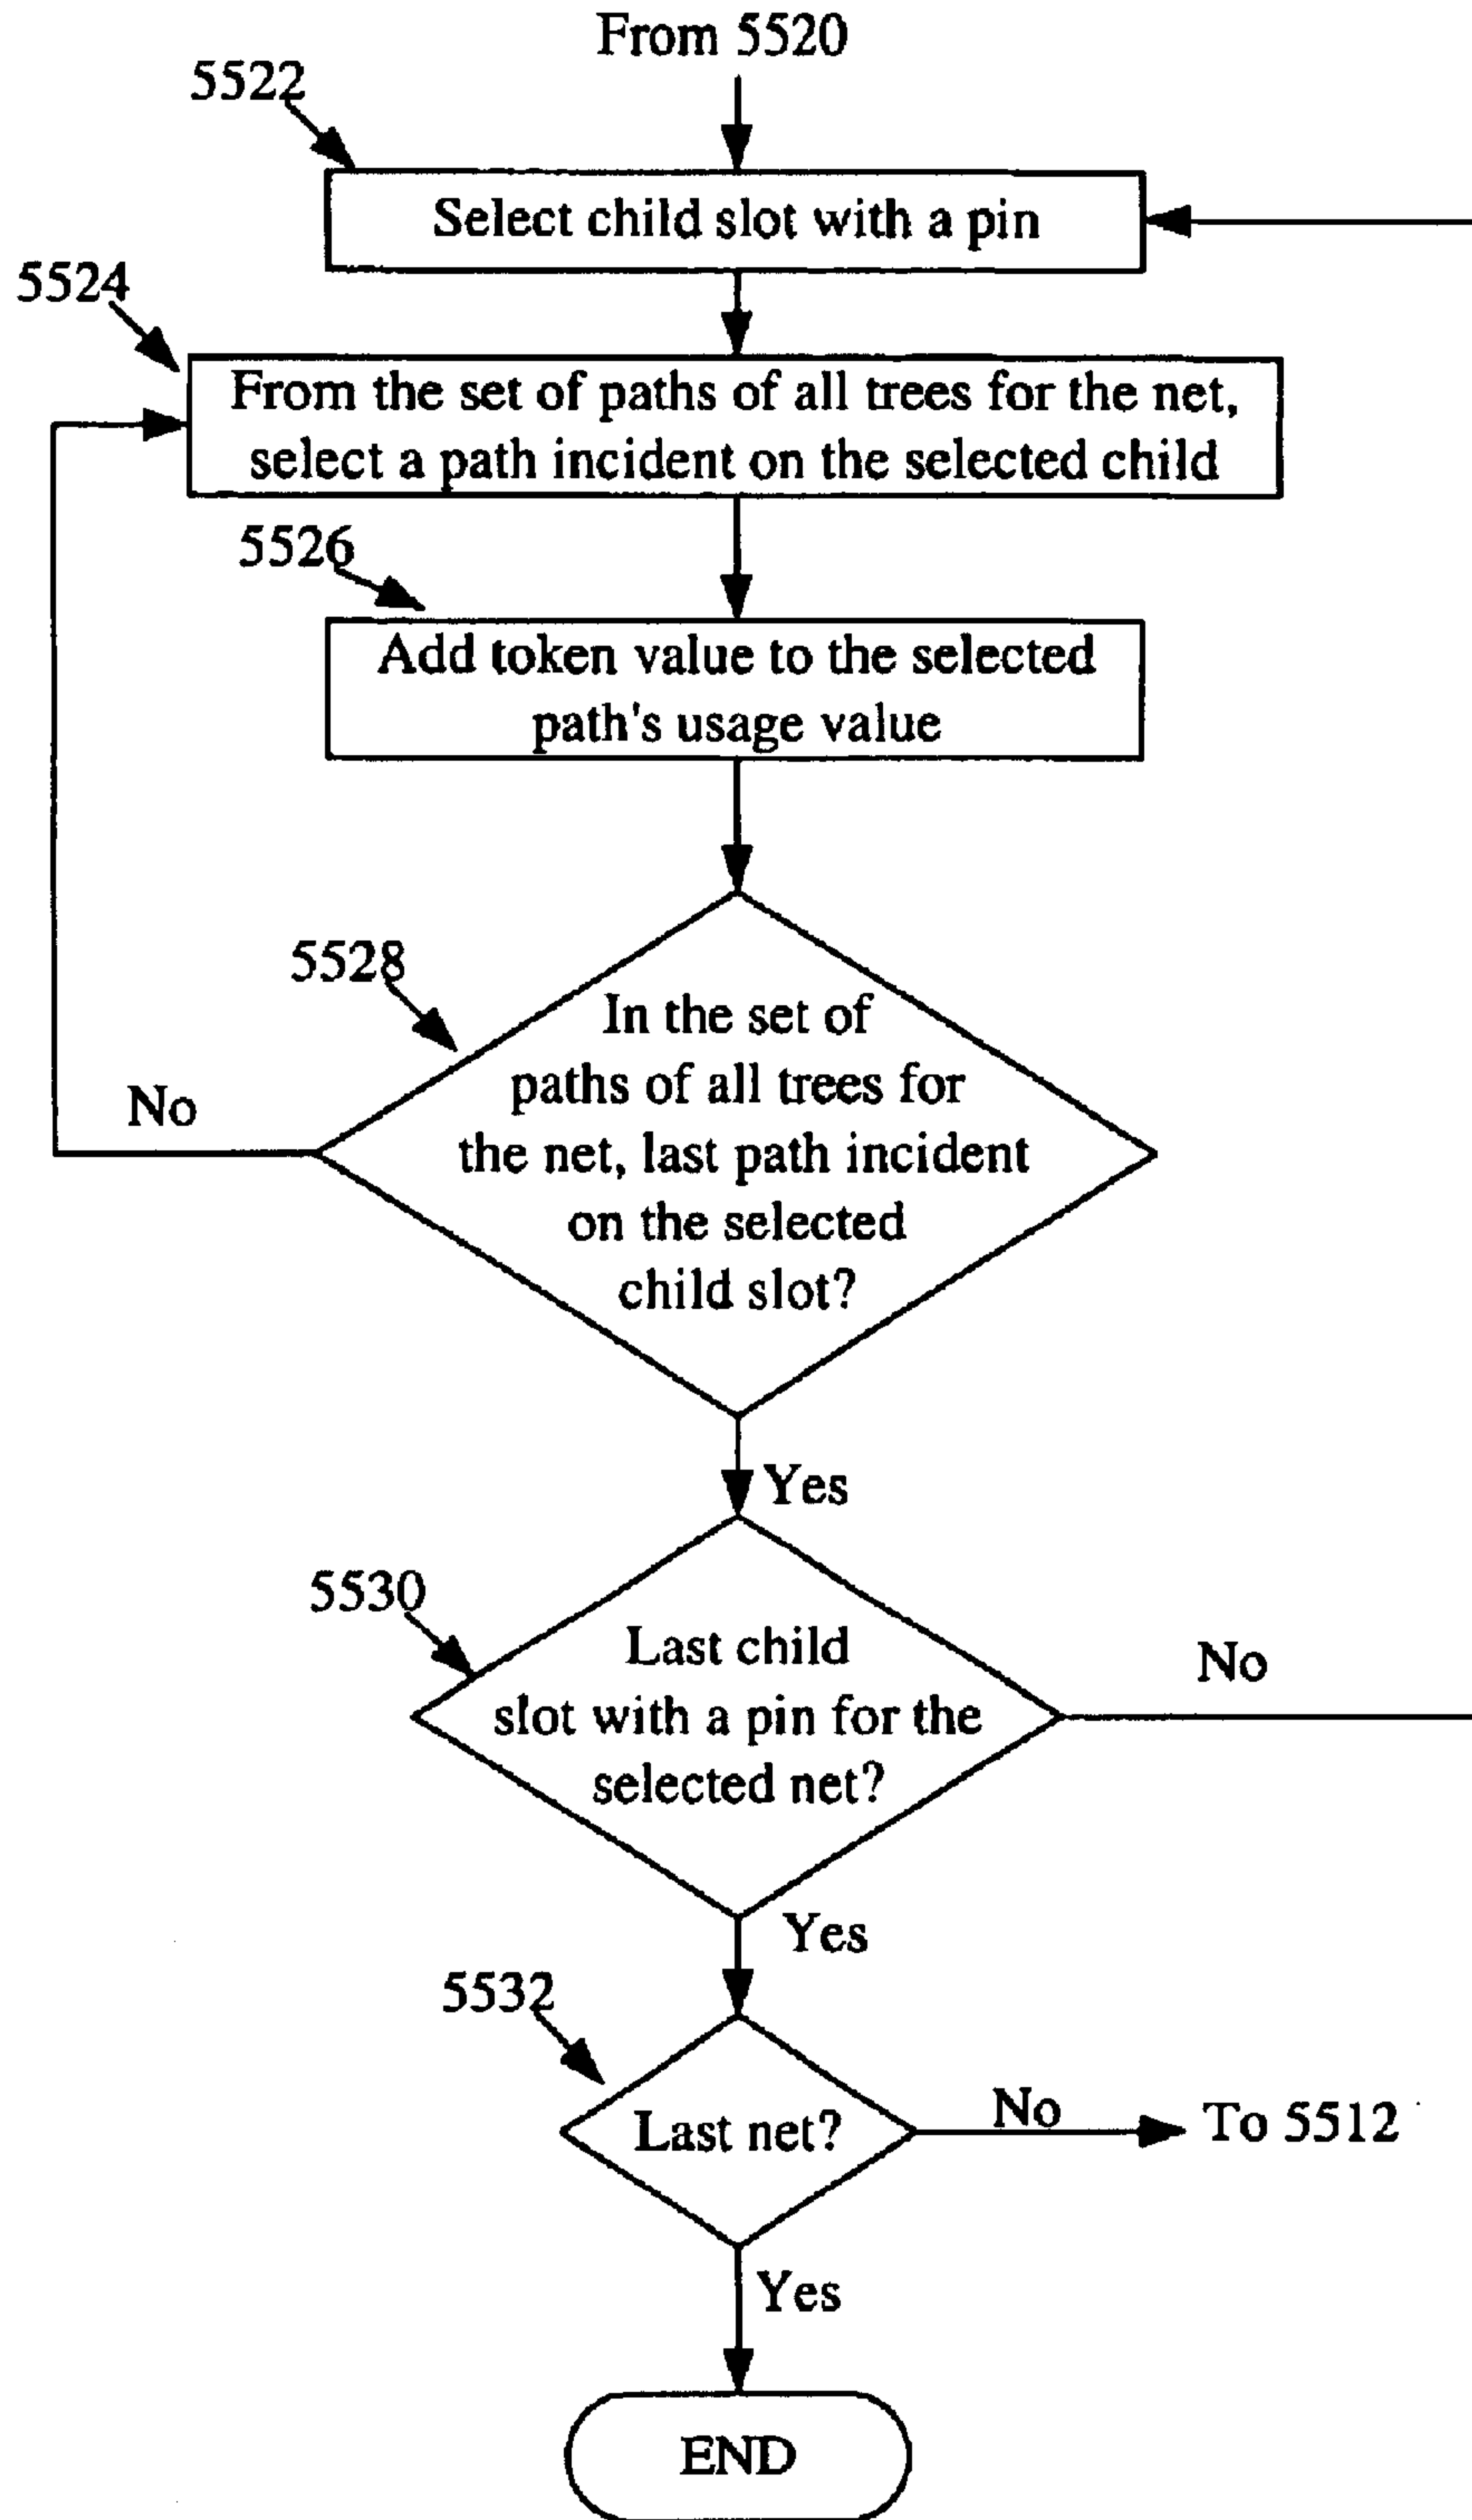 From 5520
5522
Select child slot with a pin
5524
From the set of paths of all trees for the net,
select a path incident on the selected child
5526
Add token value to the selected
path's usage value
5528
In the set of
paths of all trees for
the net, last path incident
on the selected
child slot?
No
Yes
5530
Last child
slot with a pin for the
selected net?
No
Yes
5532
Last net?
No
To 5512
Yes
END